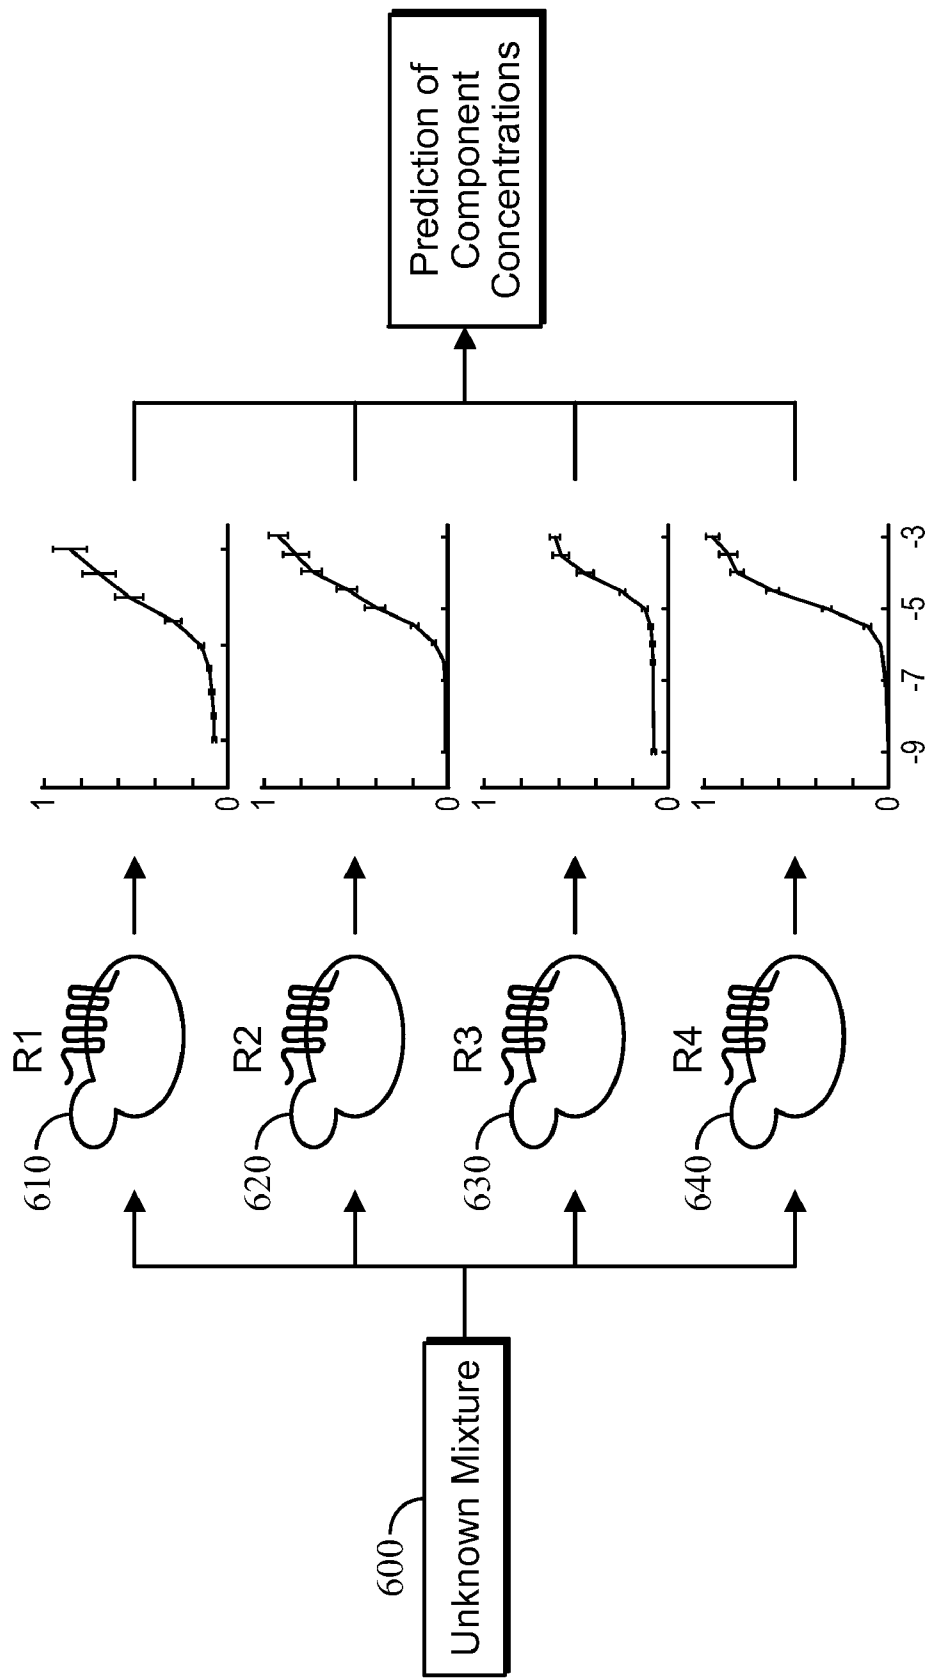 600
Unknown Mixture
610
R1
620
R2
630
R3
640
R4
1
0
1
0
1
0
1
0
-9
-7
-5
-3
Prediction of
Component
Concentrations